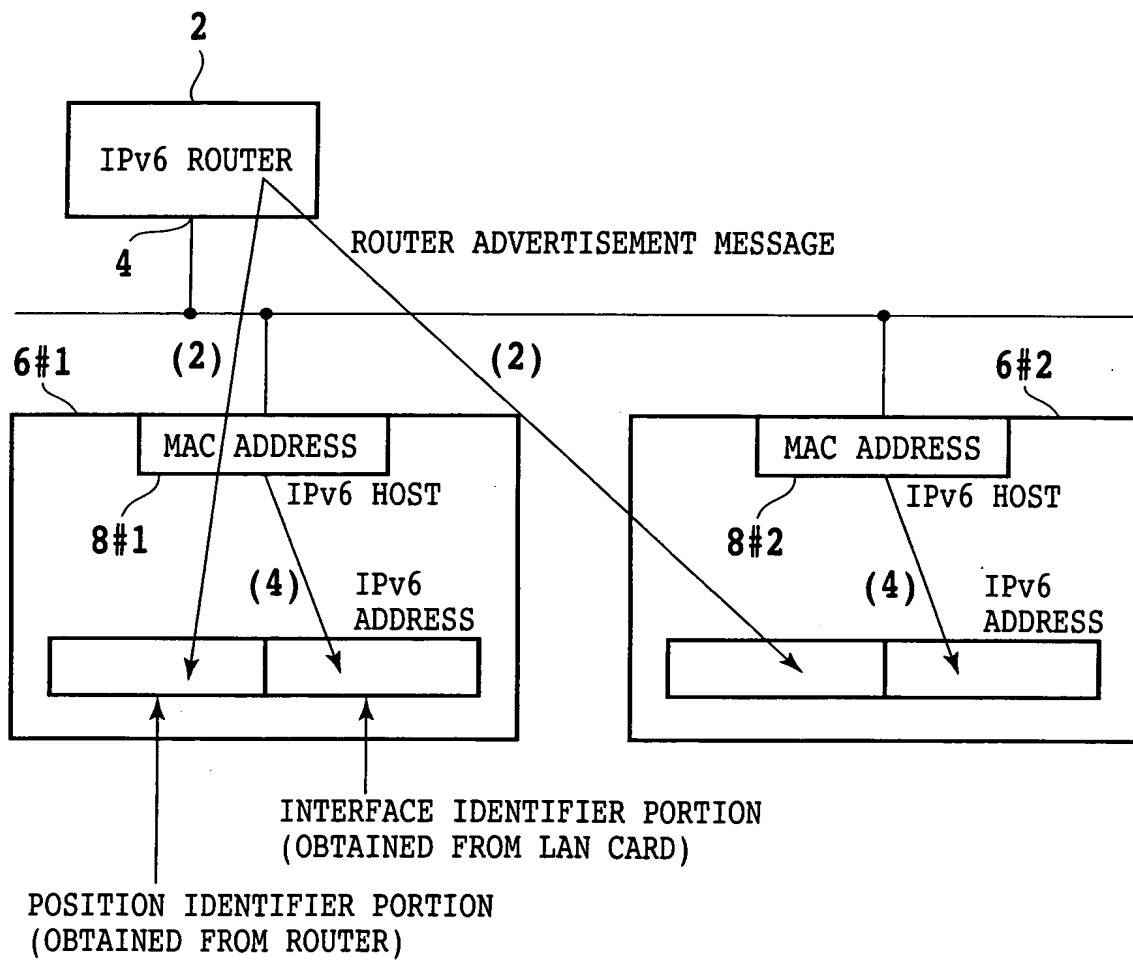 2
IPv6 ROUTER
4
ROUTER ADVERTISEMENT MESSAGE
6#1
(2)
(2)
6#2
MAC ADDRESS
MAC ADDRESS
IPv6 HOST
IPv6 HOST
8#1
8#2
(4)
IPv6
ADDRESS
(4)
IPv6
ADDRESS
INTERFACE IDENTIFIER PORTION
(OBTAINED FROM LAN CARD)
POSITION IDENTIFIER PORTION
(OBTAINED FROM ROUTER)